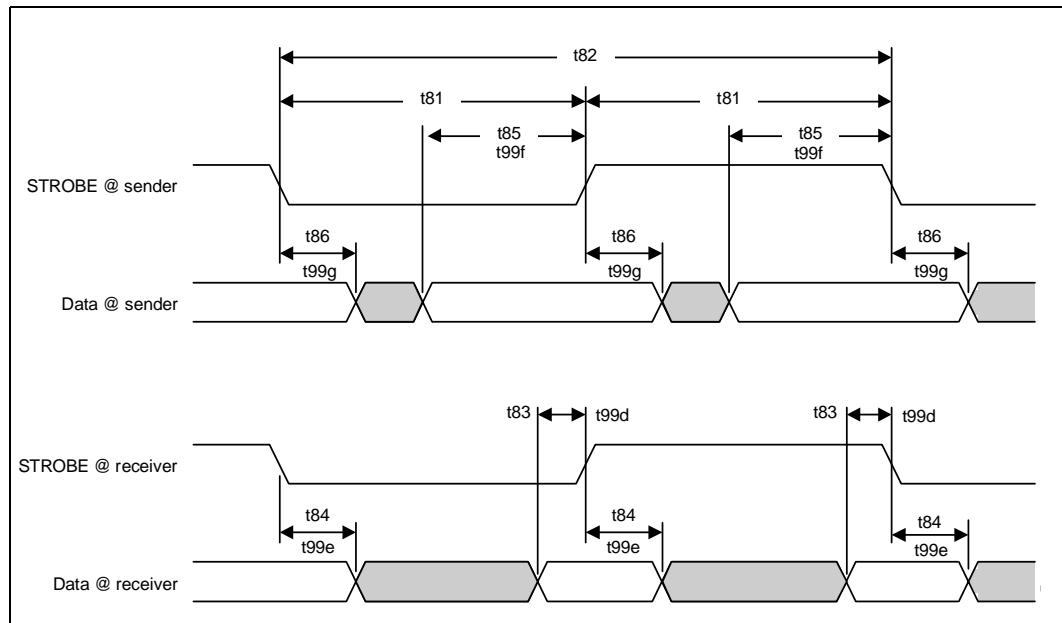 t82
t81 t81
t85 t85
t99f t99f
STROBE @ sender
t86 t86 t86
t99g t99g t99g
Data @ sender
t83 t99d t83 t99d
STROBE @ receiver
t84 t84 t84
t99e t99e t99e
Data @ receiver